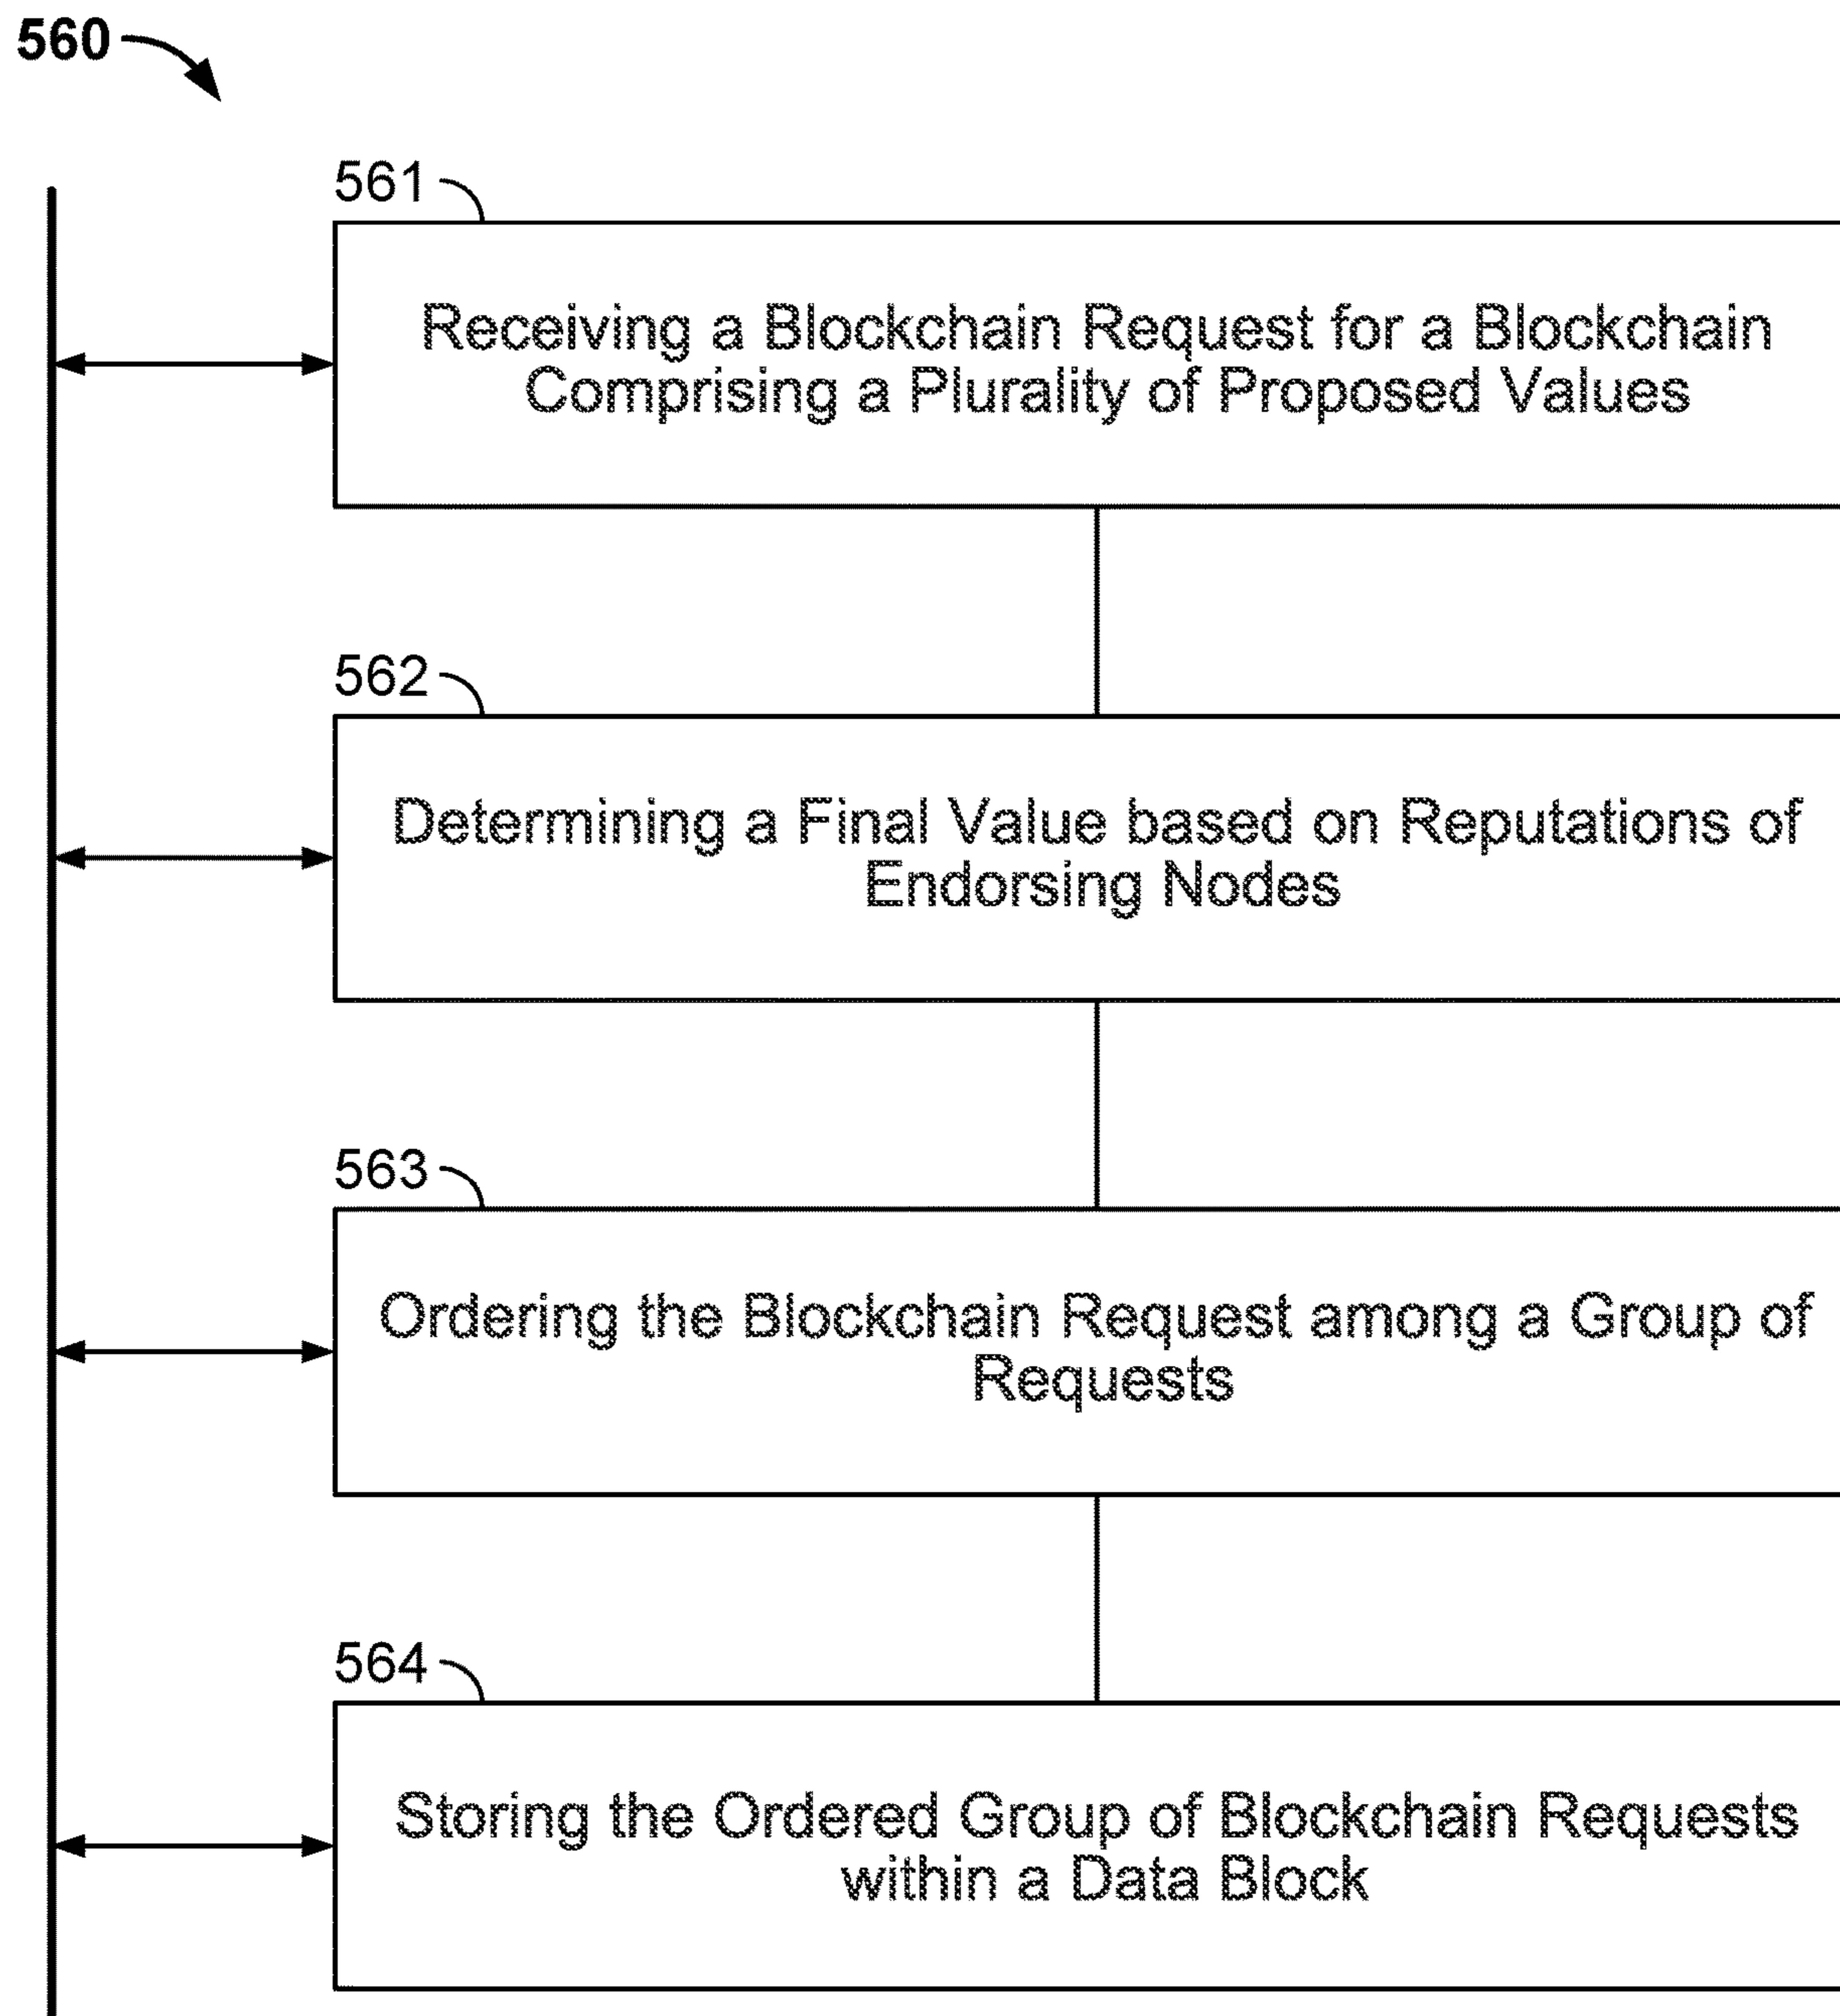 560
561
Receiving a Blockchain Request for a Blockchain
Comprising a Plurality of Proposed Values
562
Determining a Final Value based on Reputations of
Endorsing Nodes
563
Ordering the Blockchain Request among a Group of
Requests
564
Storing the Ordered Group of Blockchain Requests
within a Data Block